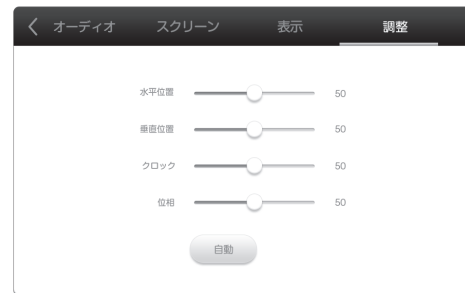 オーディオ スクリーン 表示 調整
水平位置 50
垂直位置 50
クロック 50
位相 50
自動